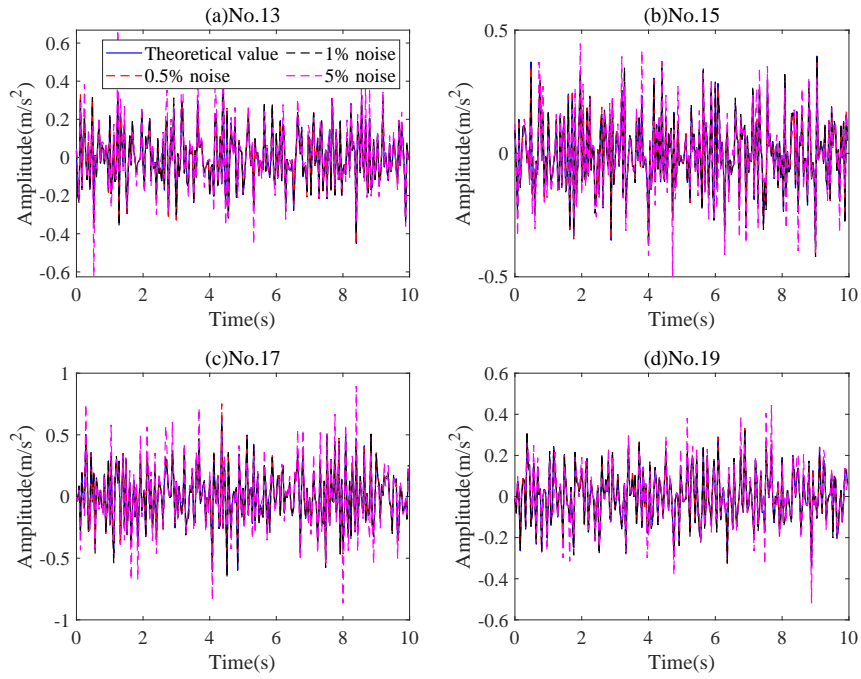 (a)No.13
0.6
0.4
0.2
0
-0.2
-0.4
-0.6
Amplitude(m/s²)
Theoretical value
1% noise
0.5% noise
5% noise
0 2 4 6 8 10
Time(s)
(b)No.15
0.5
0
-0.5
Amplitude(m/s²)
0 2 4 6 8 10
Time(s)
(c)No.17
1
0.5
0
-0.5
-1
Amplitude(m/s²)
0 2 4 6 8 10
Time(s)
(d)No.19
0.6
0.4
0.2
0
-0.2
-0.4
-0.6
Amplitude(m/s²)
0 2 4 6 8 10
Time(s)